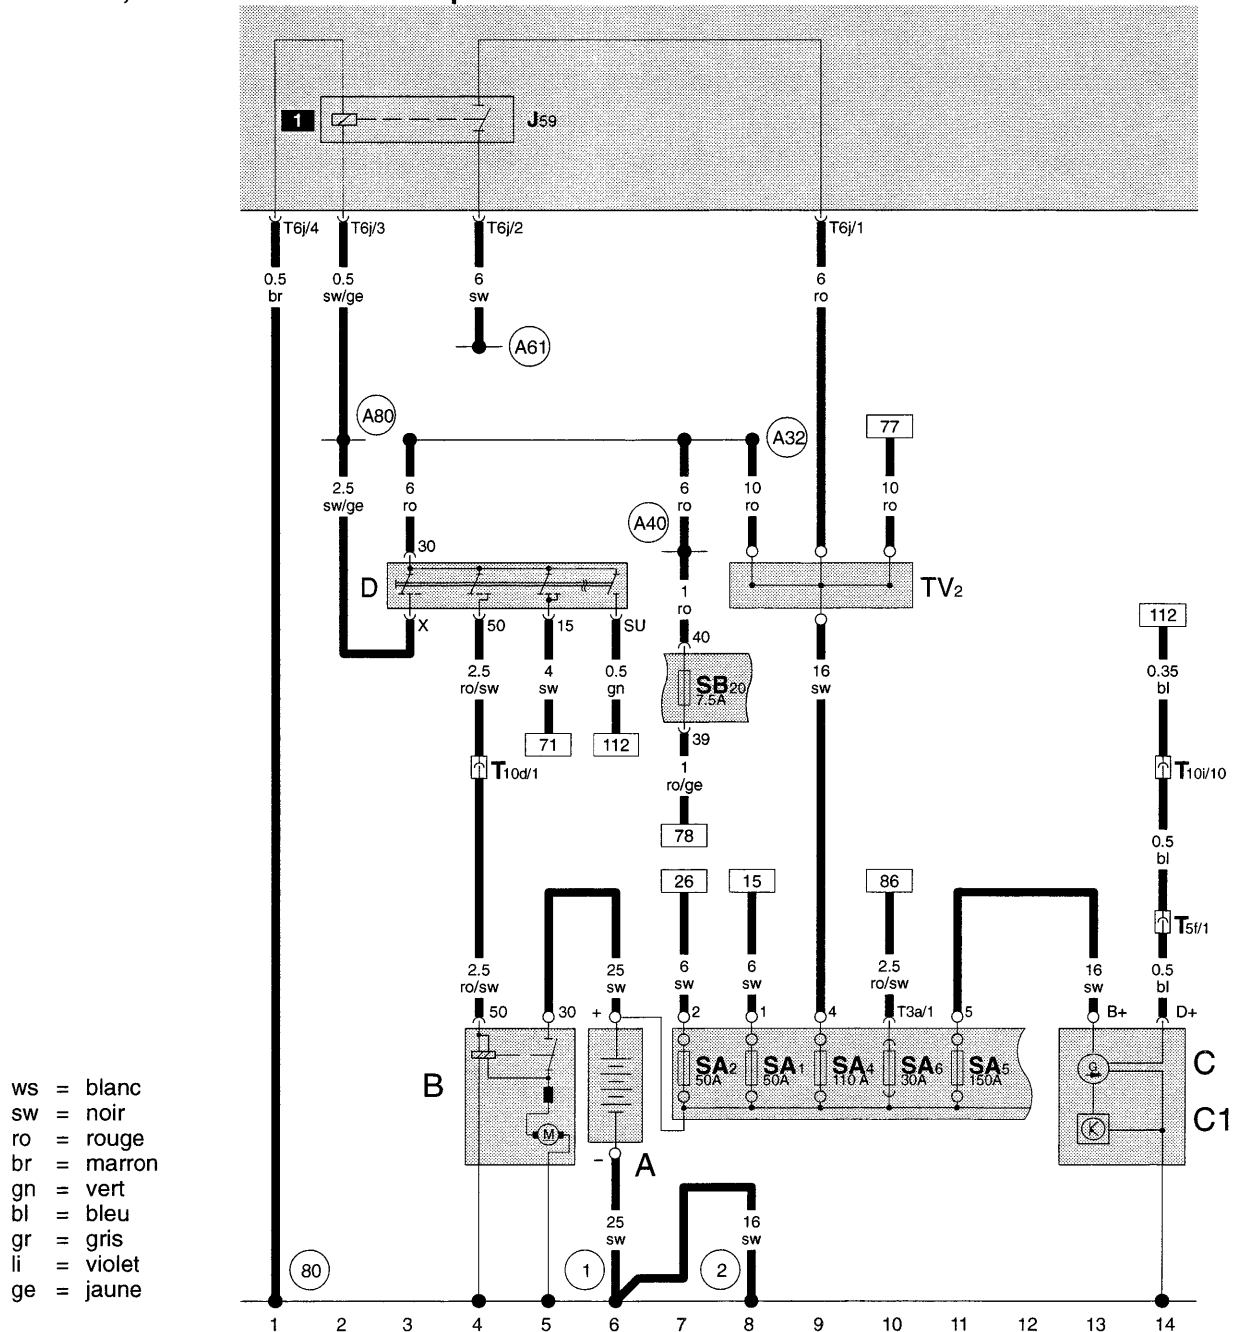 1
J59
T6j/4 T6j/3 T6j/2 T6j/1
0.5 0.5 6 6
br sw/ge sw ro
A61
A80
A32
77
2.5 6 6 10 10
sw/ge ro ro ro ro
A40
30
D
TV2
1
ro
X 50 15 SU
40
112
2.5 4 0.5 16 0.35
ro/sw sw gn sw bl
SB20
7.5A
71 112
39
T10d/1
1
ro/ge
T10i/10
78
0.5
bl
26 15 86
T5f/1
2.5 25 6 6 2.5 16 0.5
ro/sw sw sw sw ro/sw sw bl
50 30 + 2 1 4 T3a/1 5 B+ D+
SA2 SA1 SA4 SA6 SA5
50A 50A 110 A 30A 150A
G
C
B
C1
M
K
A
–
ws = blanc
sw = noir
ro = rouge
br = marron
gn = vert
bl = bleu
gr = gris
li = violet
ge = jaune
25 16
sw sw
80 1 2
1 2 3 4 5 6 7 8 9 10 11 12 13 14